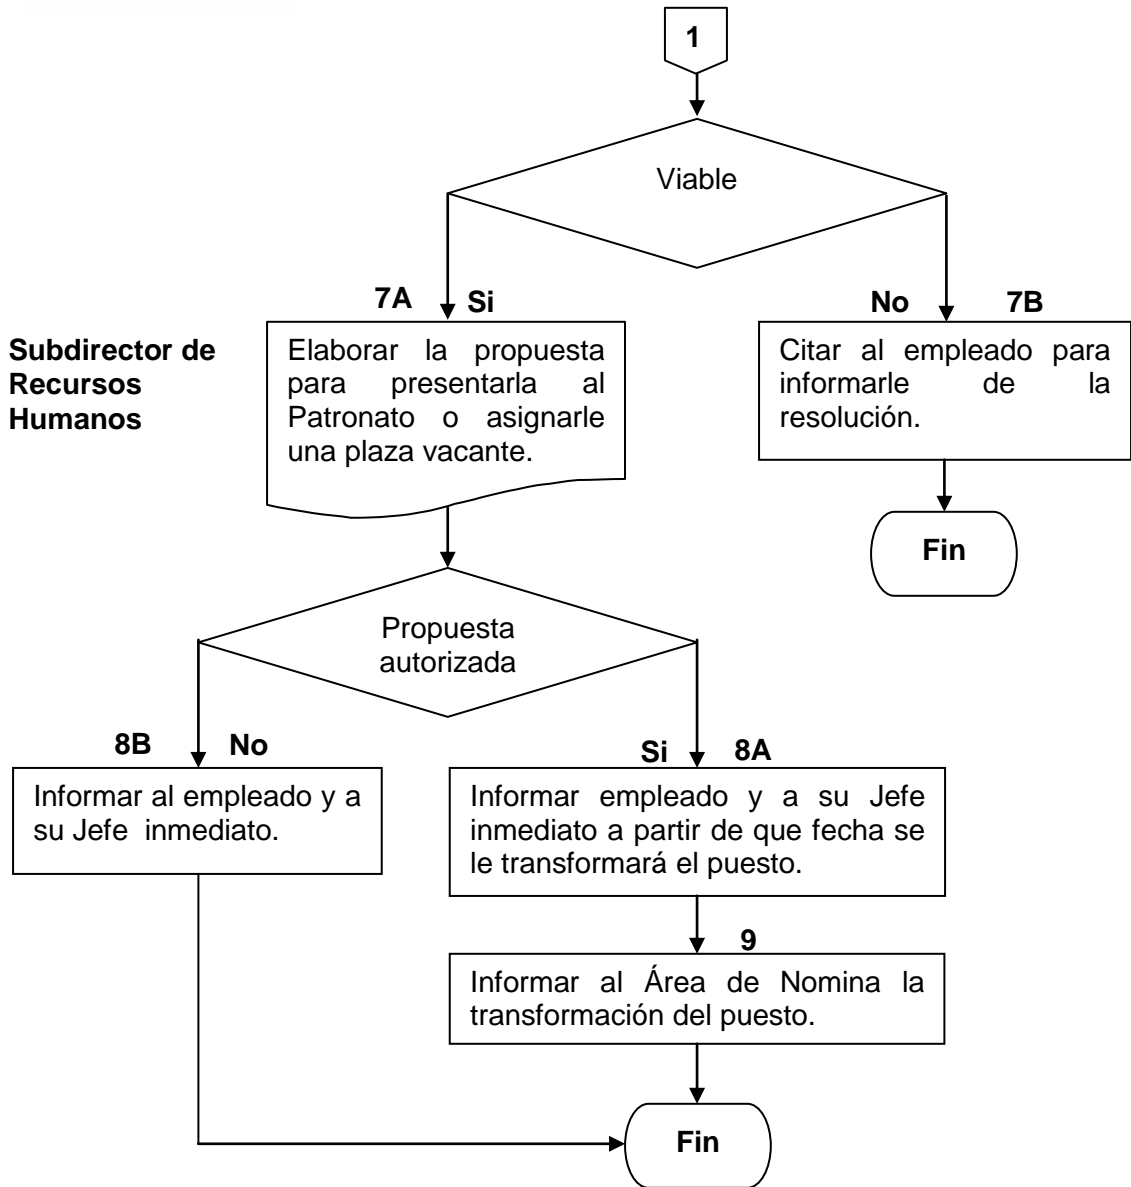 1
Viable
7A Si
No 7B
Subdirector de
Recursos
Humanos
Elaborar la propuesta
para presentarla al
Patronato o asignarle
una plaza vacante.
Citar al empleado para
informarle de la
resolución.
Fin
Propuesta
autorizada
8B No
Si 8A
Informar al empleado y a
su Jefe inmediato.
Informar empleado y a su Jefe
inmediato a partir de que fecha se
le transformará el puesto.
9
Informar al Área de Nomina la
transformación del puesto.
Fin